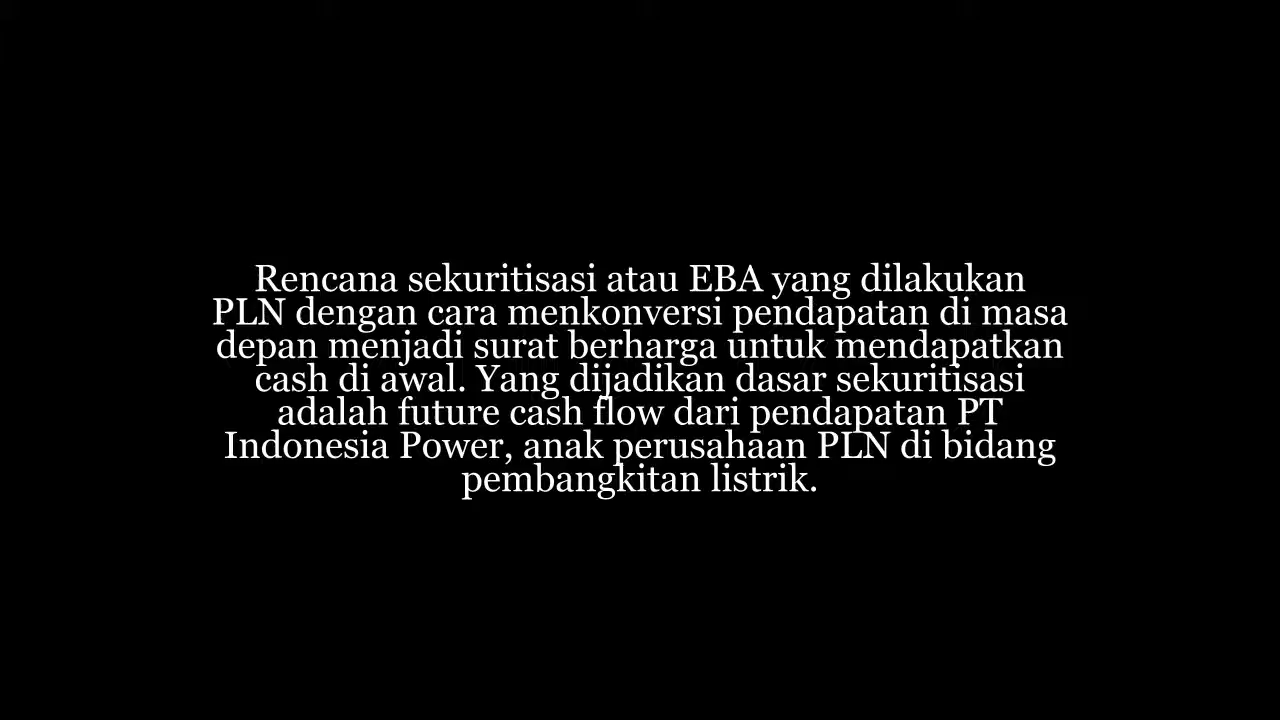 Rencana sekuritisasi atau EBA yang dilakukan
PLN dengan cara menkonversi pendapatan di masa
depan menjadi surat berharga untuk mendapatkan
cash di awal. Yang dijadikan dasar sekuritisasi
adalah future cash flow dari pendapatan PT
Indonesia Power, anak perusahaan PLN di bidang
pembangkitan listrik.